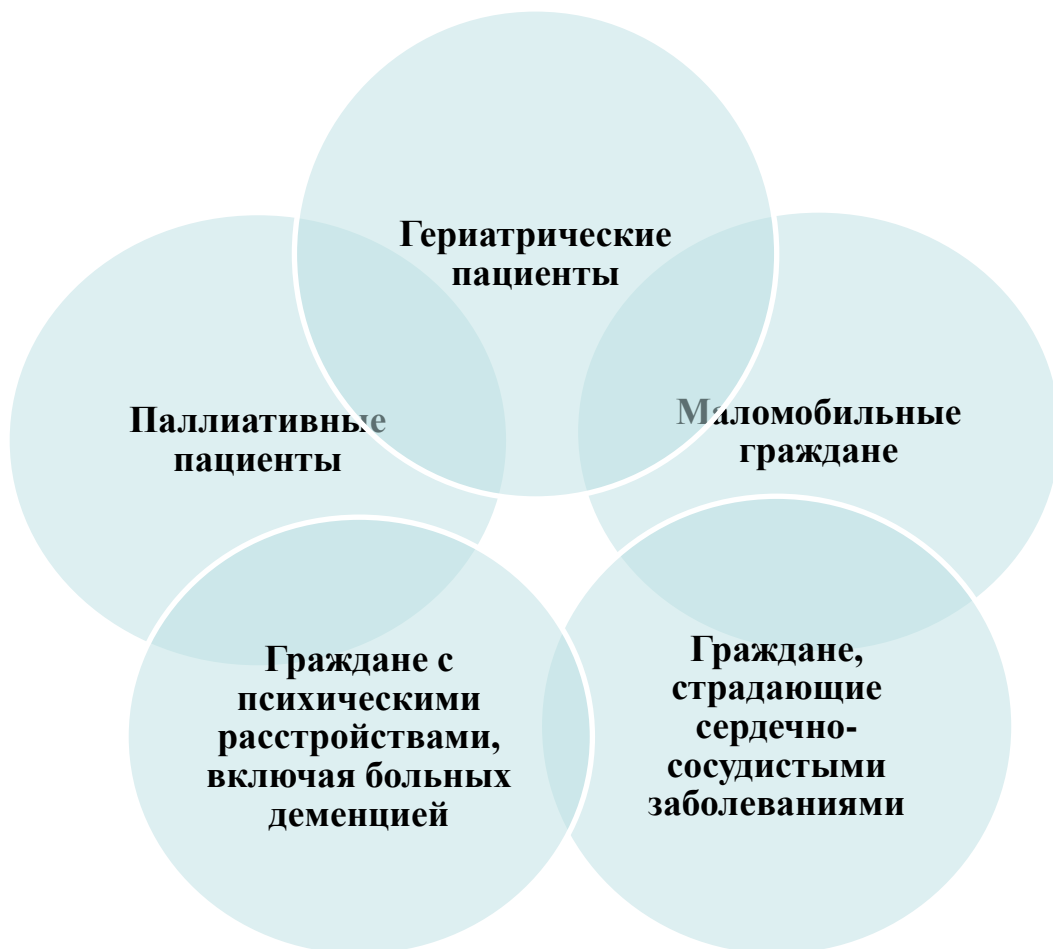 Гериатрические
пациенты
Паллиативные
пациенты
Маломобильные
граждане
Граждане с
психическими
расстройствами,
включая больных
деменцией
Граждане,
страдающие
сердечно-
сосудистыми
заболеваниями